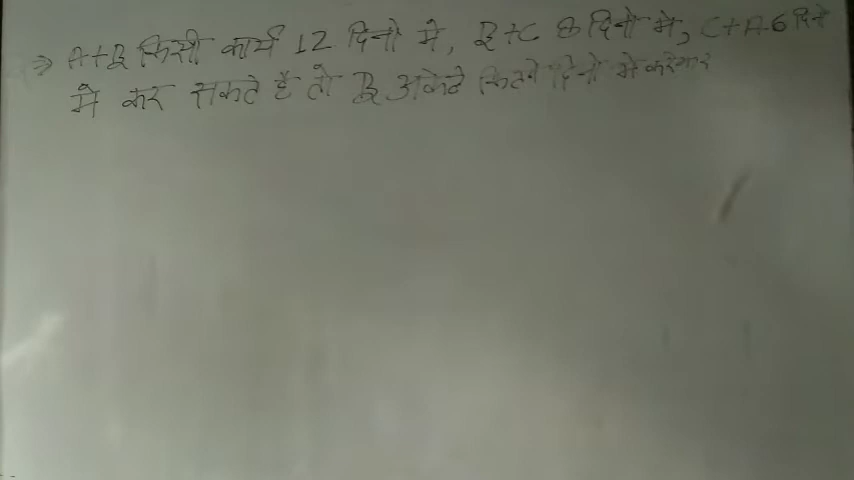 ⇒ A+B किसी कार्य 12 दिनो मे, B+C 8 दिनो मे, C+A-6 दिनो
मे कर सकते है तो B अकेले कितने दिनो मे करेगा